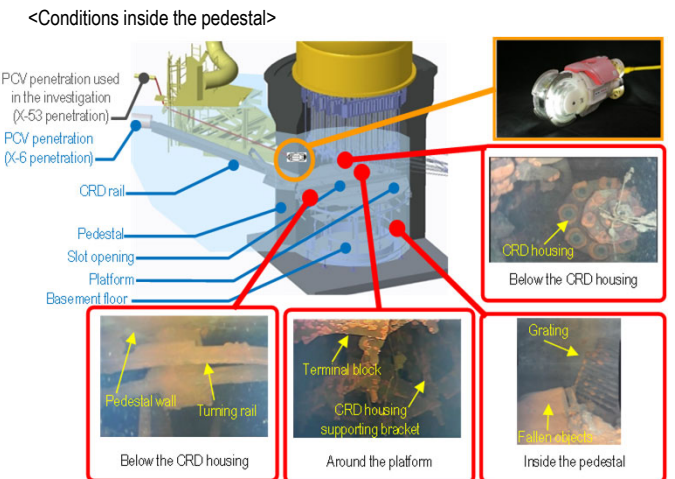 <Conditions inside the pedestal>
PCV penetration used
in the investigation
(X-53 penetration)
PCV penetration
(X-6 penetration)
CRD rail
Pedestal
Slot opening
Platform
Basement floor
CRD housing
Below the CRD housing
Pedestal wall
Turning rail
Below the CRD housing
Terminal block
CRD housing
supporting bracket
Around the platform
Grating
Fallen objects
Inside the pedestal